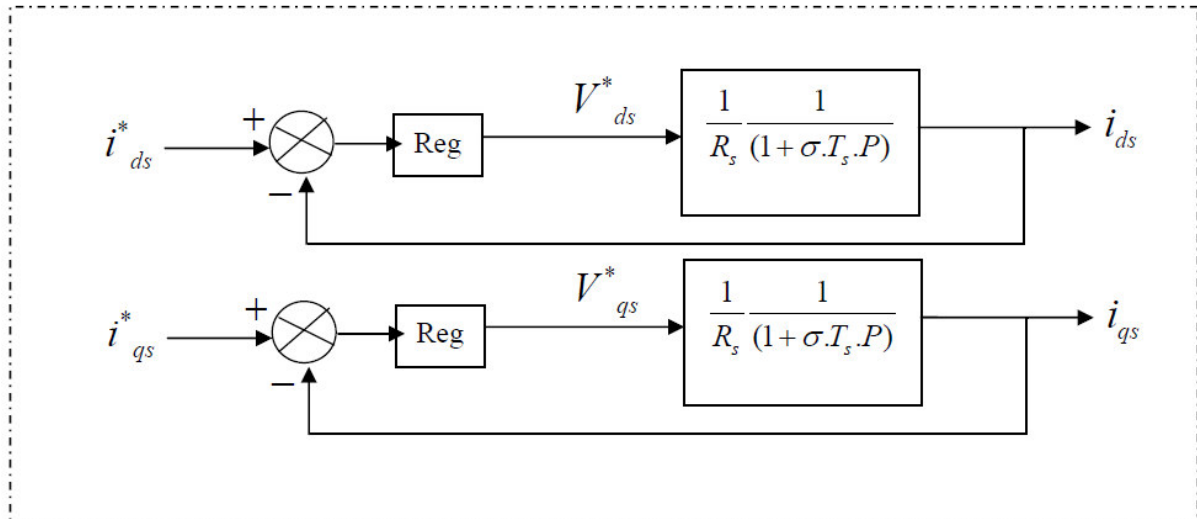 i*ds
+
−
Reg
V*ds
1/Rs 1/(1+σ.Ts.P)
ids
i*qs
+
−
Reg
V*qs
1/Rs 1/(1+σ.Ts.P)
iqs